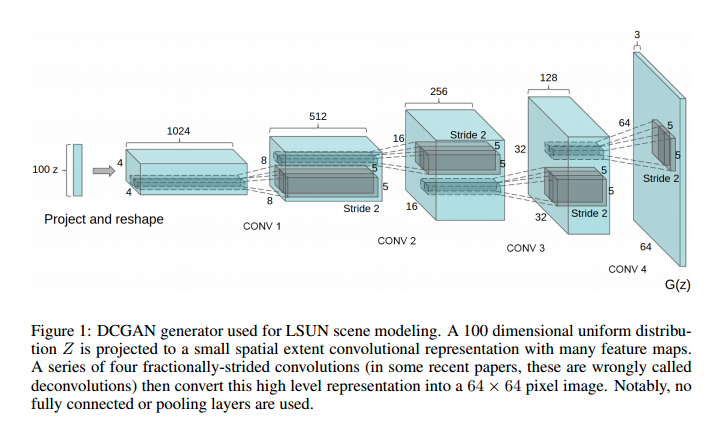 3
128
256
64
5
512
16
Stride 2
1024
5
32
5
8
5
100 z
4
5
5
Stride 2
5
5
4
8
Stride 2
16
32
Stride 2
Project and reshape
CONV 1
CONV 2
CONV 3
64
CONV 4
G(z)
Figure 1: DCGAN generator used for LSUN scene modeling. A 100 dimensional uniform distribu-
tion Z is projected to a small spatial extent convolutional representation with many feature maps.
A series of four fractionally-strided convolutions (in some recent papers, these are wrongly called
deconvolutions) then convert this high level representation into a 64 × 64 pixel image. Notably, no
fully connected or pooling layers are used.